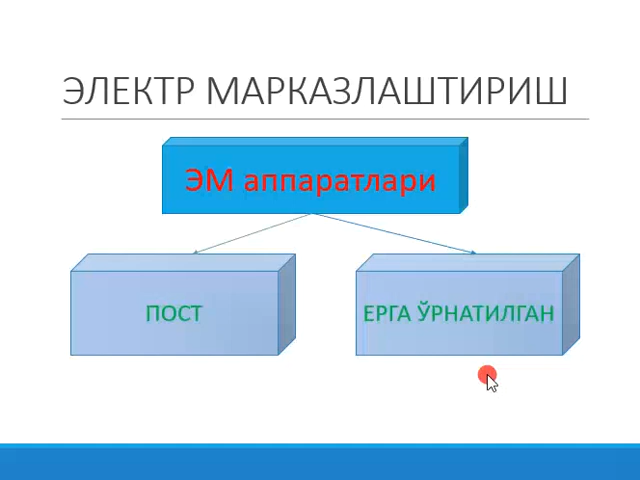 ЭЛЕКТР МАРКАЗЛАШТИРИШ
ЭМ аппаратлари
ПОСТ
ЕРГА ЎРНАТИЛГАН